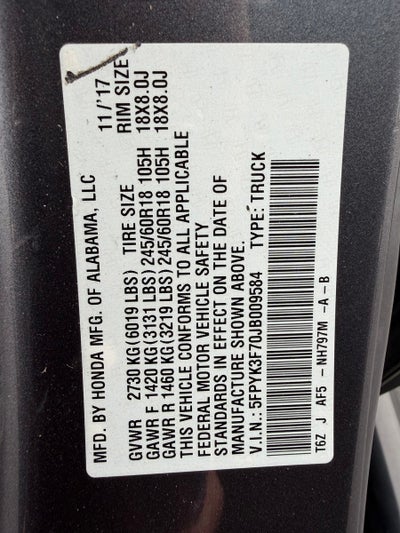 MFD. BY HONDA MFG. OF ALABAMA, LLC 11/'17
GVWR 2730 KG (6019 LBS) TIRE SIZE RIM SIZE
GAWR F 1420 KG (3131 LBS) 245/60R18 105H 18X8.0J
GAWR R 1460 KG (3219 LBS) 245/60R18 105H 18X8.0J
THIS VEHICLE CONFORMS TO ALL APPLICABLE
FEDERAL MOTOR VEHICLE SAFETY
STANDARDS IN EFFECT ON THE DATE OF
MANUFACTURE SHOWN ABOVE.
V.I.N.: 5FPYK3F70JB009584 TYPE: TRUCK
T6Z J AF5 - NH797M -A-B